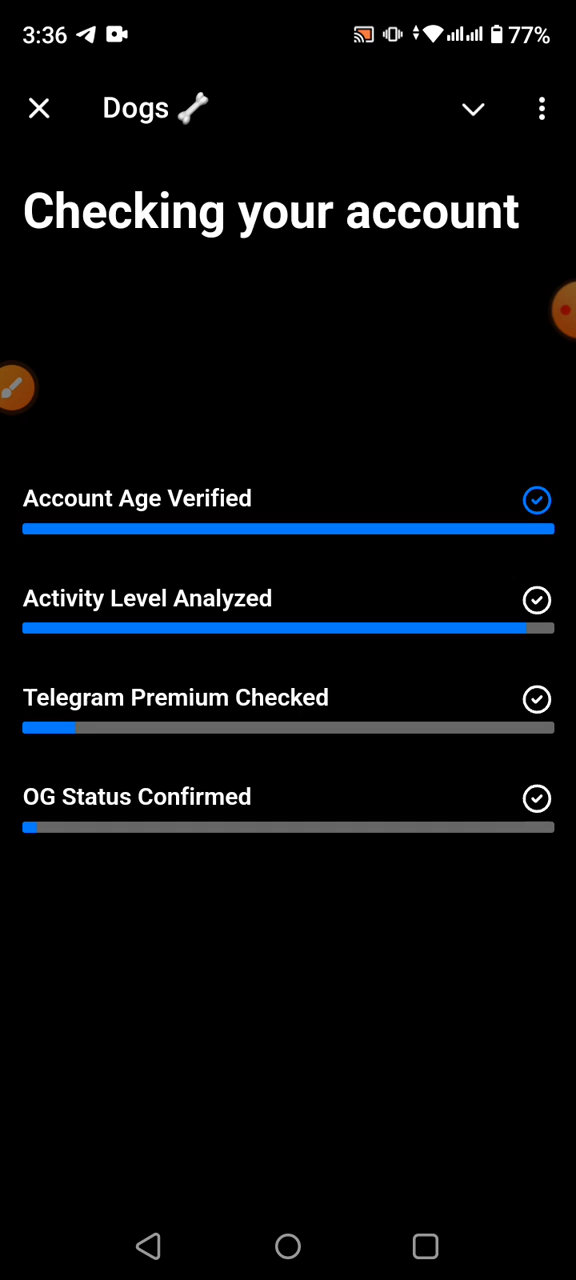 3:36 77%
Dogs 🦴
Checking your account
Account Age Verified
Activity Level Analyzed
Telegram Premium Checked
OG Status Confirmed